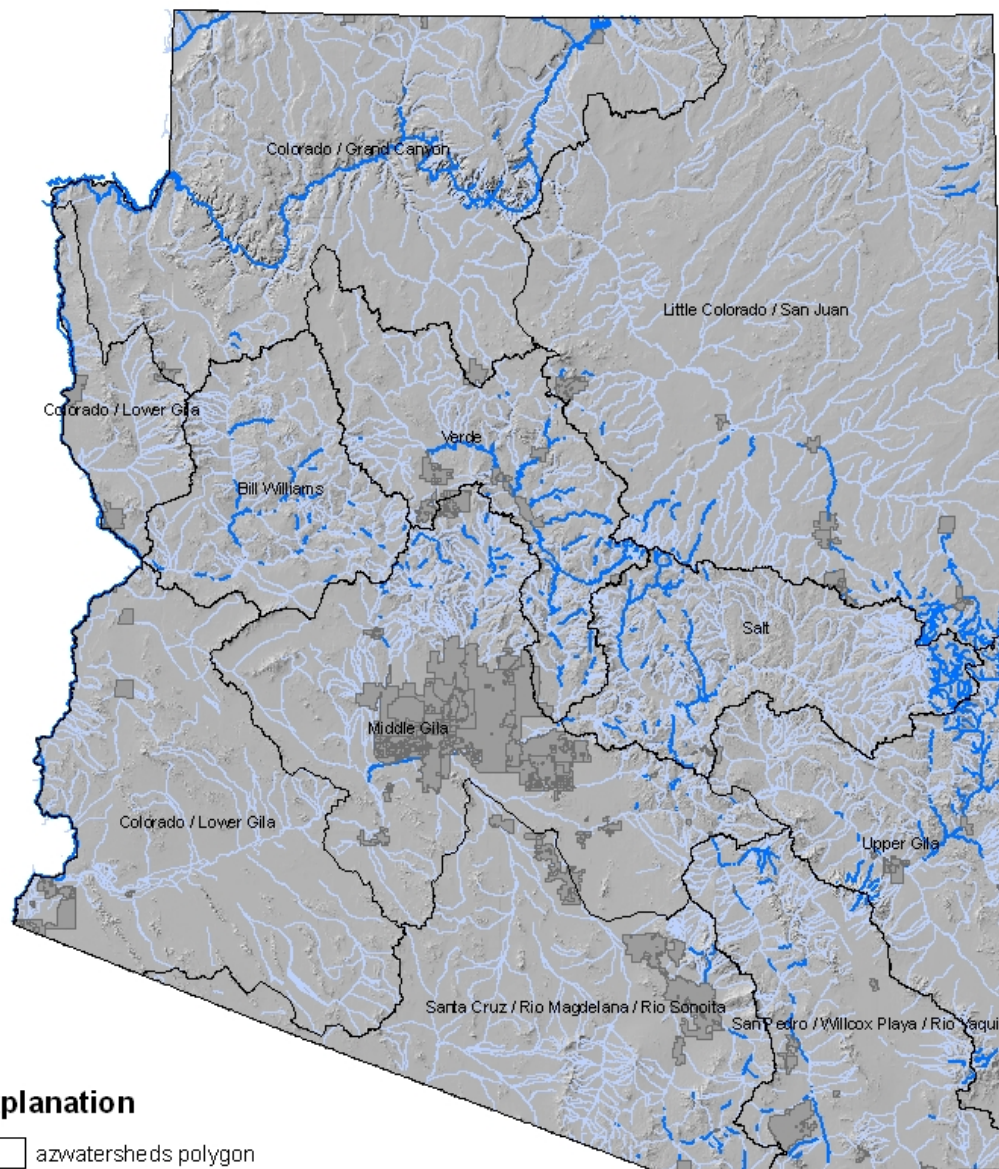 Colorado / Grand Canyon
Little Colorado / San Juan
Colorado / Lower Gila
Verde
Bill Williams
Salt
Middle Gila
Colorado / Lower Gila
Upper Gila
Santa Cruz / Rio Magdelana / Rio Sonoita
San Pedro / Willcox Playa / Rio Yaqui
planation
azwatersheds polygon